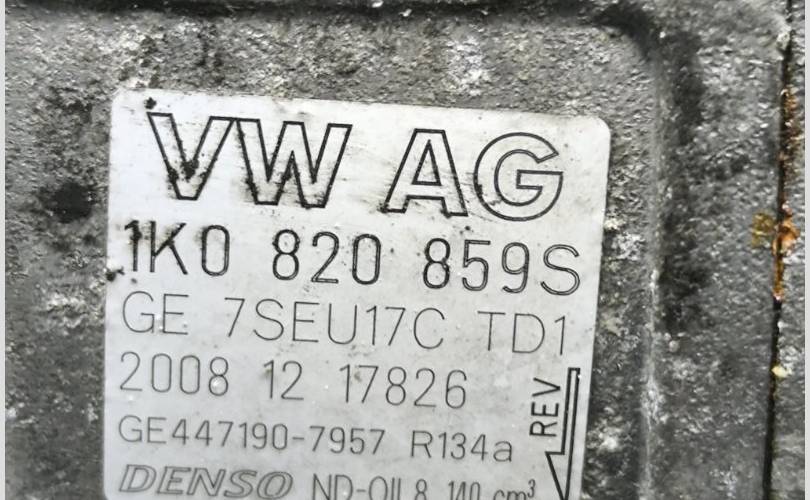 VW AG
1K0 820 859S
GE 7SEU17C TD1
2008 12 17826
REV
GE447190-7957 R134a
DENSO ND-OIL8 140 cm³